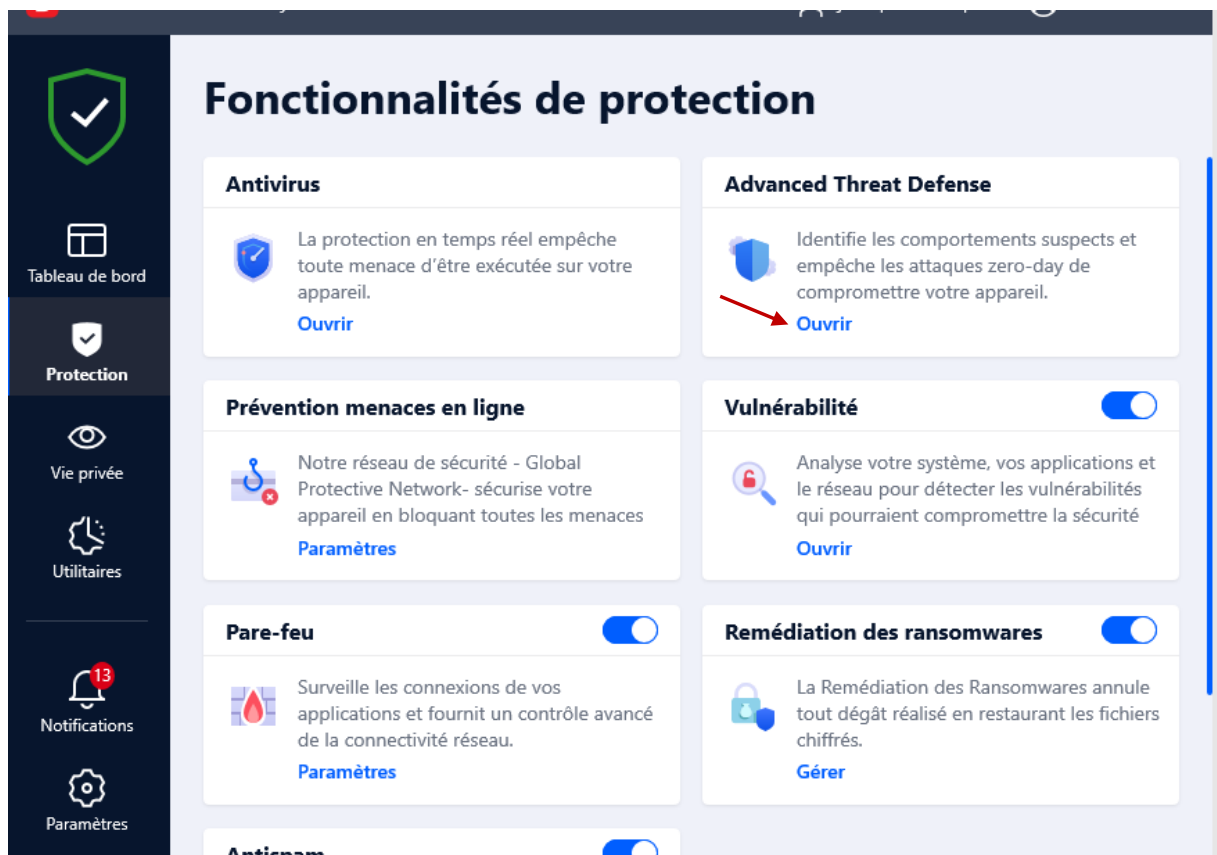 Fonctionnalités de protection
Antivirus
La protection en temps réel empêche
toute menace d'être exécutée sur votre
appareil.
Ouvrir
Advanced Threat Defense
Identifie les comportements suspects et
empêche les attaques zero-day de
compromettre votre appareil.
Ouvrir
Prévention menaces en ligne
Notre réseau de sécurité - Global
Protective Network- sécurise votre
appareil en bloquant toutes les menaces
Paramètres
Vulnérabilité
Analyse votre système, vos applications et
le réseau pour détecter les vulnérabilités
qui pourraient compromettre la sécurité
Ouvrir
Pare-feu
Surveille les connexions de vos
applications et fournit un contrôle avancé
de la connectivité réseau.
Paramètres
Remédiation des ransomwares
La Remédiation des Ransomwares annule
tout dégât réalisé en restaurant les fichiers
chiffrés.
Gérer
Antispam
Tableau de bord
Protection
Vie privée
Utilitaires
13
Notifications
Paramètres